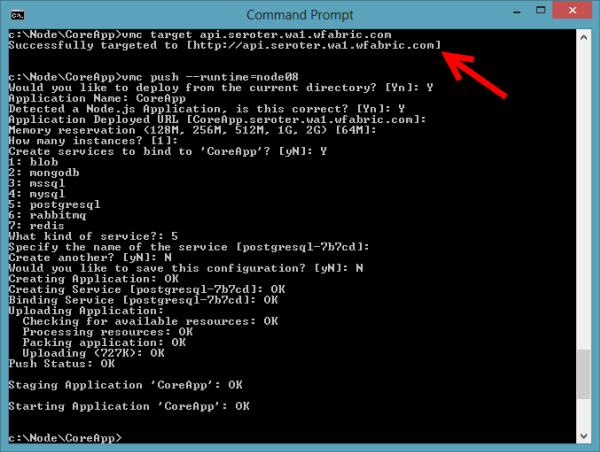 Command Prompt
c:\Node\CoreApp>vmc target api.seroter.wa1.wfabric.com
Successfully targeted to [http://api.seroter.wa1.wfabric.com]
c:\Node\CoreApp>vmc push --runtime=node08
Would you like to deploy from the current directory? [Yn]: Y
Application Name: CoreApp
Detected a Node.js Application, is this correct? [Yn]: Y
Application Deployed URL [CoreApp.seroter.wa1.wfabric.com]:
Memory reservation (128M, 256M, 512M, 1G, 2G) [64M]:
How many instances? [1]:
Create services to bind to 'CoreApp'? [yN]: Y
1: blob
2: mongodb
3: mssql
4: mysql
5: postgresql
6: rabbitmq
7: redis
What kind of service?: 5
Specify the name of the service [postgresql-7b7cd]:
Create another? [yN]: N
Would you like to save this configuration? [yN]: N
Creating Application: OK
Creating Service [postgresql-7b7cd]: OK
Binding Service [postgresql-7b7cd]: OK
Uploading Application:
  Checking for available resources: OK
  Processing resources: OK
  Packing application: OK
  Uploading (727K): OK
Push Status: OK
Staging Application 'CoreApp': OK
Starting Application 'CoreApp': OK
c:\Node\CoreApp>